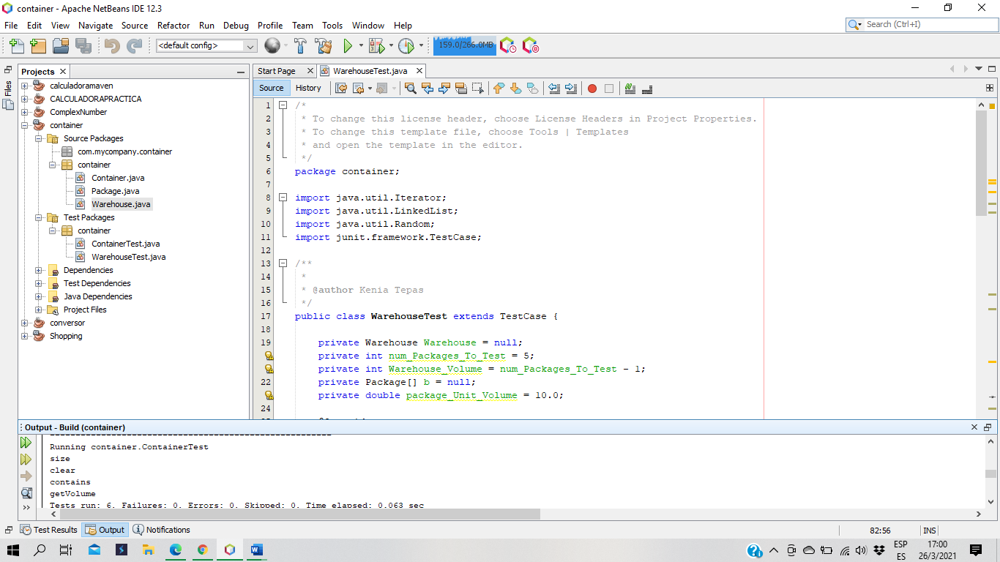 container - Apache NetBeans IDE 12.3
File Edit View Navigate Source Refactor Run Debug Profile Team Tools Window Help
Search (Ctrl+I)
<default config>
159.0/266.0MB
Files
Projects
calculadoramaven
CALCULADORAPRACTICA
ComplexNumber
container
Source Packages
com.mycompany.container
container
Container.java
Package.java
Warehouse.java
Test Packages
container
ContainerTest.java
WarehouseTest.java
Dependencies
Test Dependencies
Java Dependencies
Project Files
conversor
Shopping
Start Page
WarehouseTest.java
Source History
1 /*
2 * To change this license header, choose License Headers in Project Properties.
3 * To change this template file, choose Tools | Templates
4 * and open the template in the editor.
5 */
6 package container;
7
8 import java.util.Iterator;
9 import java.util.LinkedList;
10 import java.util.Random;
11 import junit.framework.TestCase;
12
13 /**
14 *
15 * @author Kenia Tepas
16 */
17 public class WarehouseTest extends TestCase {
18
19 private Warehouse Warehouse = null;
private int num_Packages_To_Test = 5;
private int Warehouse_Volume = num_Packages_To_Test - 1;
22 private Package[] b = null;
private double package_Unit_Volume = 10.0;
24
Output - Build (container)
Running container.ContainerTest
size
clear
contains
getVolume
Tests run: 6, Failures: 0, Errors: 0, Skipped: 0, Time elapsed: 0.063 sec
Test Results
Output
Notifications
82:56
INS
ESP
ES
17:00
26/3/2021